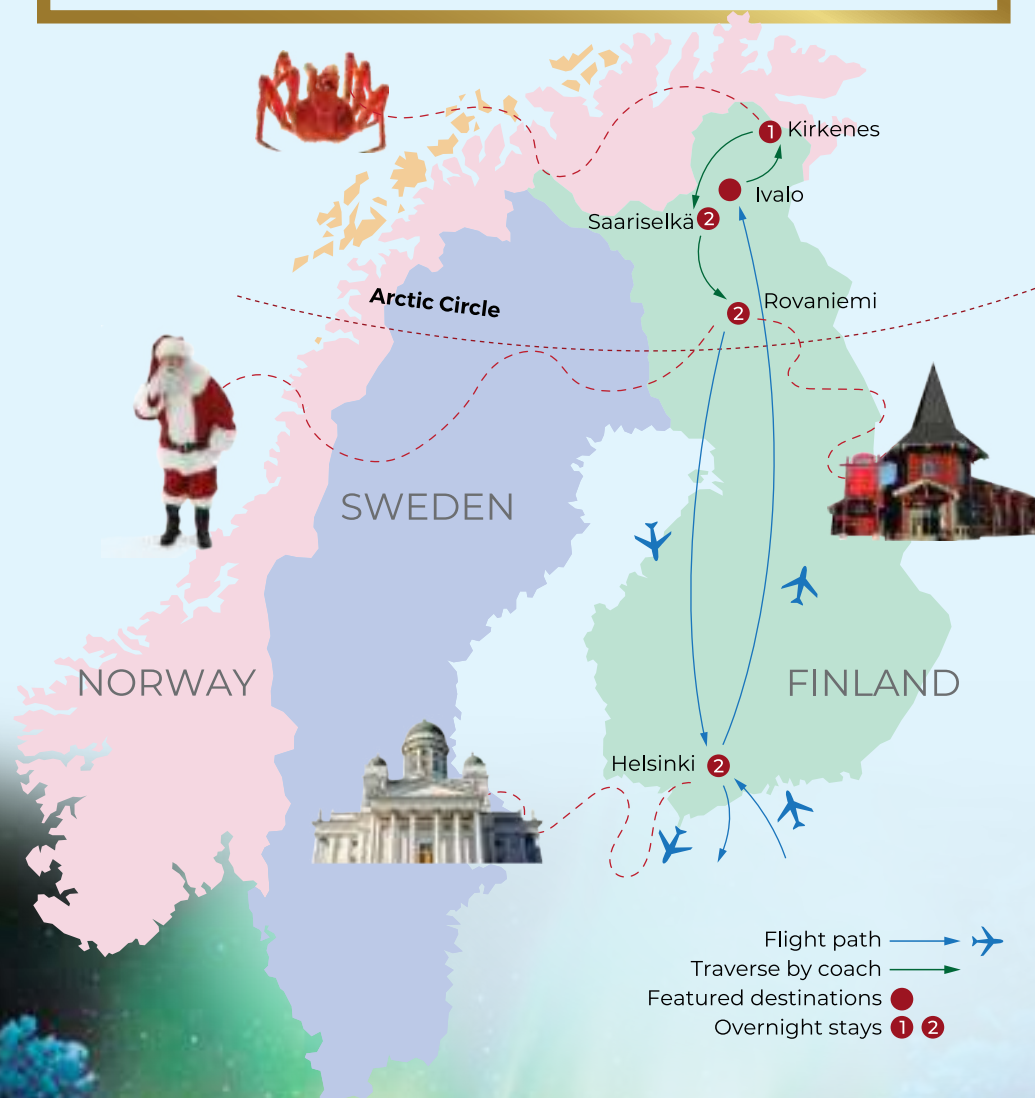 1 Kirkenes
Ivalo
Saariselkä 2
Arctic Circle
2 Rovaniemi
SWEDEN
NORWAY
FINLAND
Helsinki 2
Flight path
Traverse by coach
Featured destinations
Overnight stays 1 2